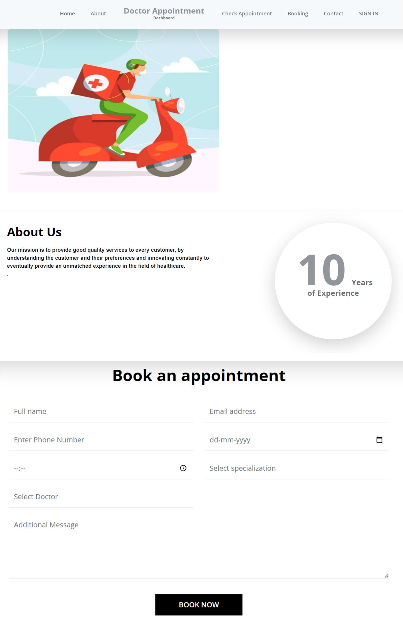 Home About Doctor Appointment Check Appointment Booking Contact SIGN IN
Dashboard
About Us
Our mission is to provide good quality services to every customer, by
understanding the customer and their preferences and innovating constantly to
eventually provide an unmatched experience in the field of healthcare.
.
10 Years
of Experience
Book an appointment
Full name Email address
Enter Phone Number dd-mm-yyyy
--:-- Select specialization
Select Doctor
Additional Message
BOOK NOW